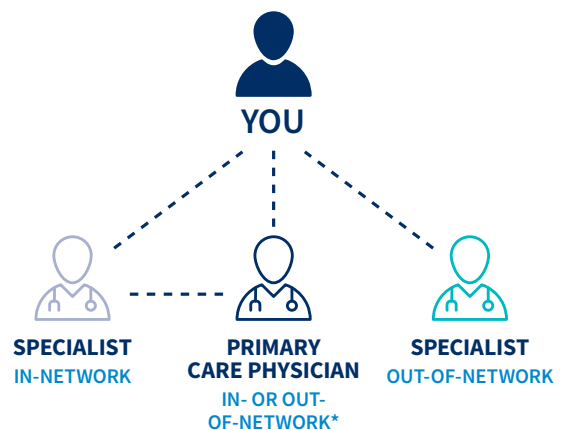 YOU
SPECIALIST
IN-NETWORK
PRIMARY
CARE PHYSICIAN
IN- OR OUT-
OF-NETWORK*
SPECIALIST
OUT-OF-NETWORK